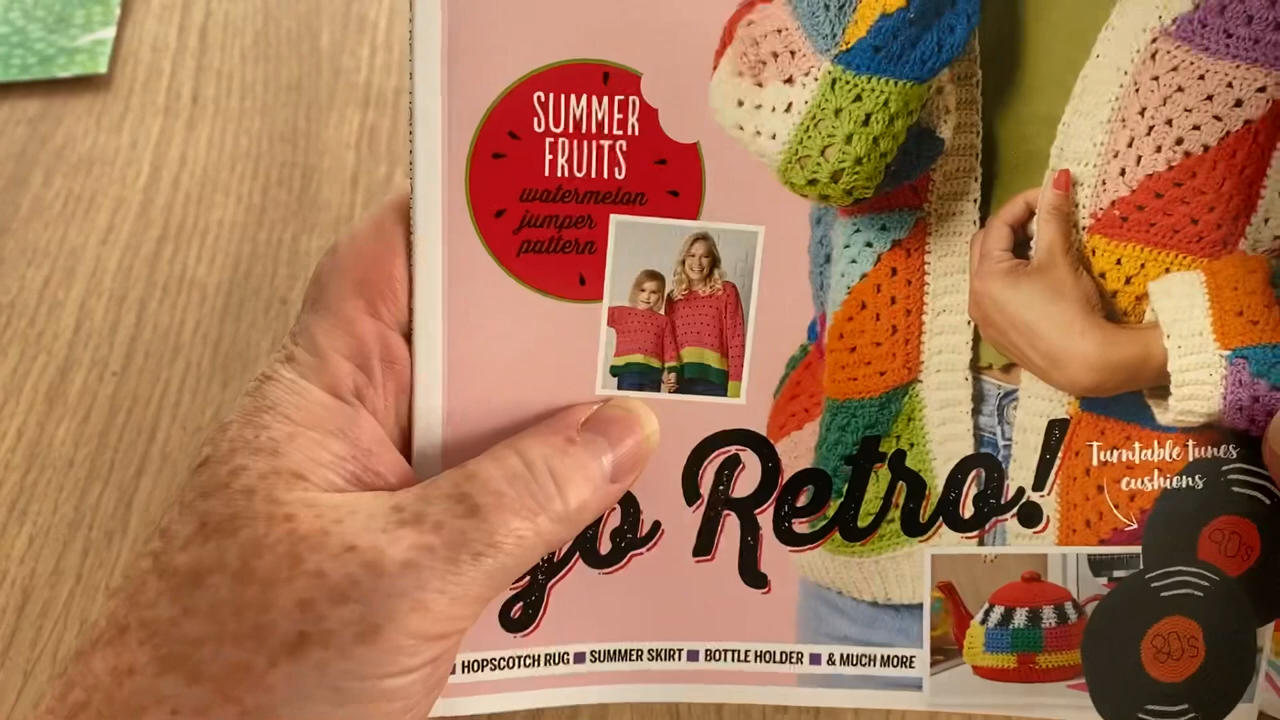 SUMMER
FRUITS
watermelon
jumper
pattern
go Retro!
Turntable tunes
cushions
90's
80's
HOPSCOTCH RUG ■ SUMMER SKIRT ■ BOTTLE HOLDER ■ & MUCH MORE